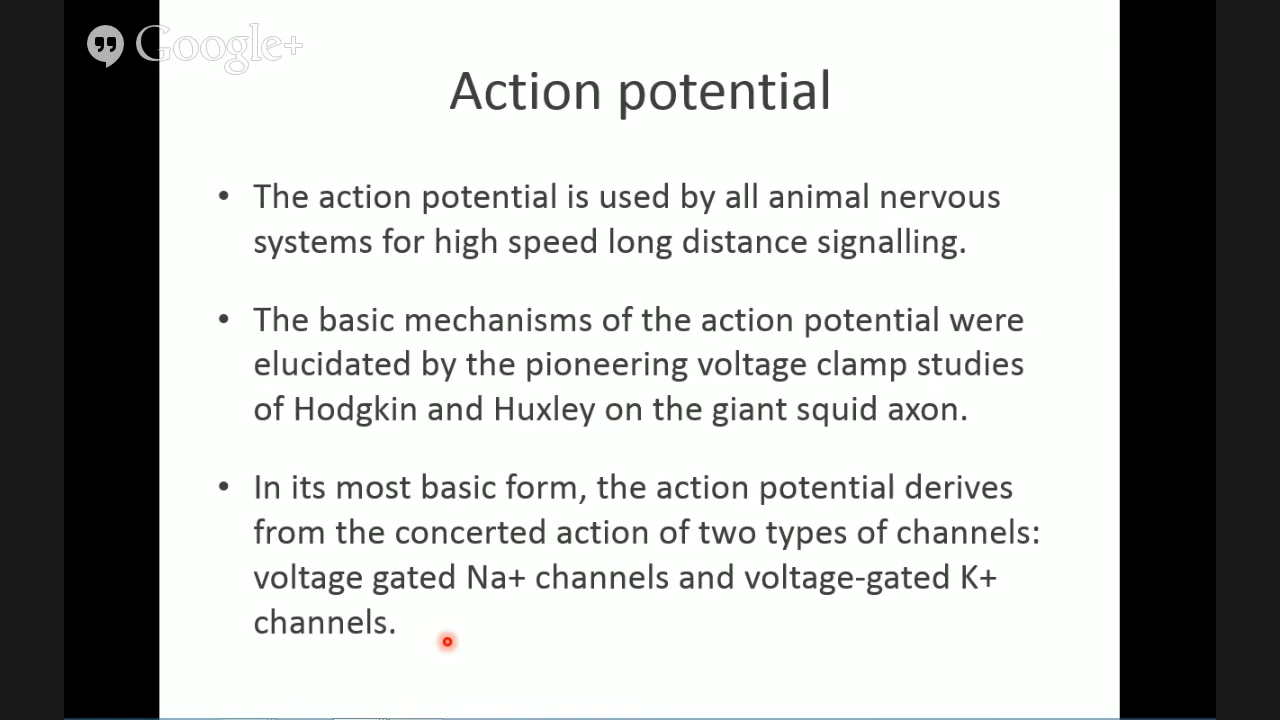 Google+
Action potential
• The action potential is used by all animal nervous
systems for high speed long distance signalling.
• The basic mechanisms of the action potential were
elucidated by the pioneering voltage clamp studies
of Hodgkin and Huxley on the giant squid axon.
• In its most basic form, the action potential derives
from the concerted action of two types of channels:
voltage gated Na+ channels and voltage-gated K+
channels.